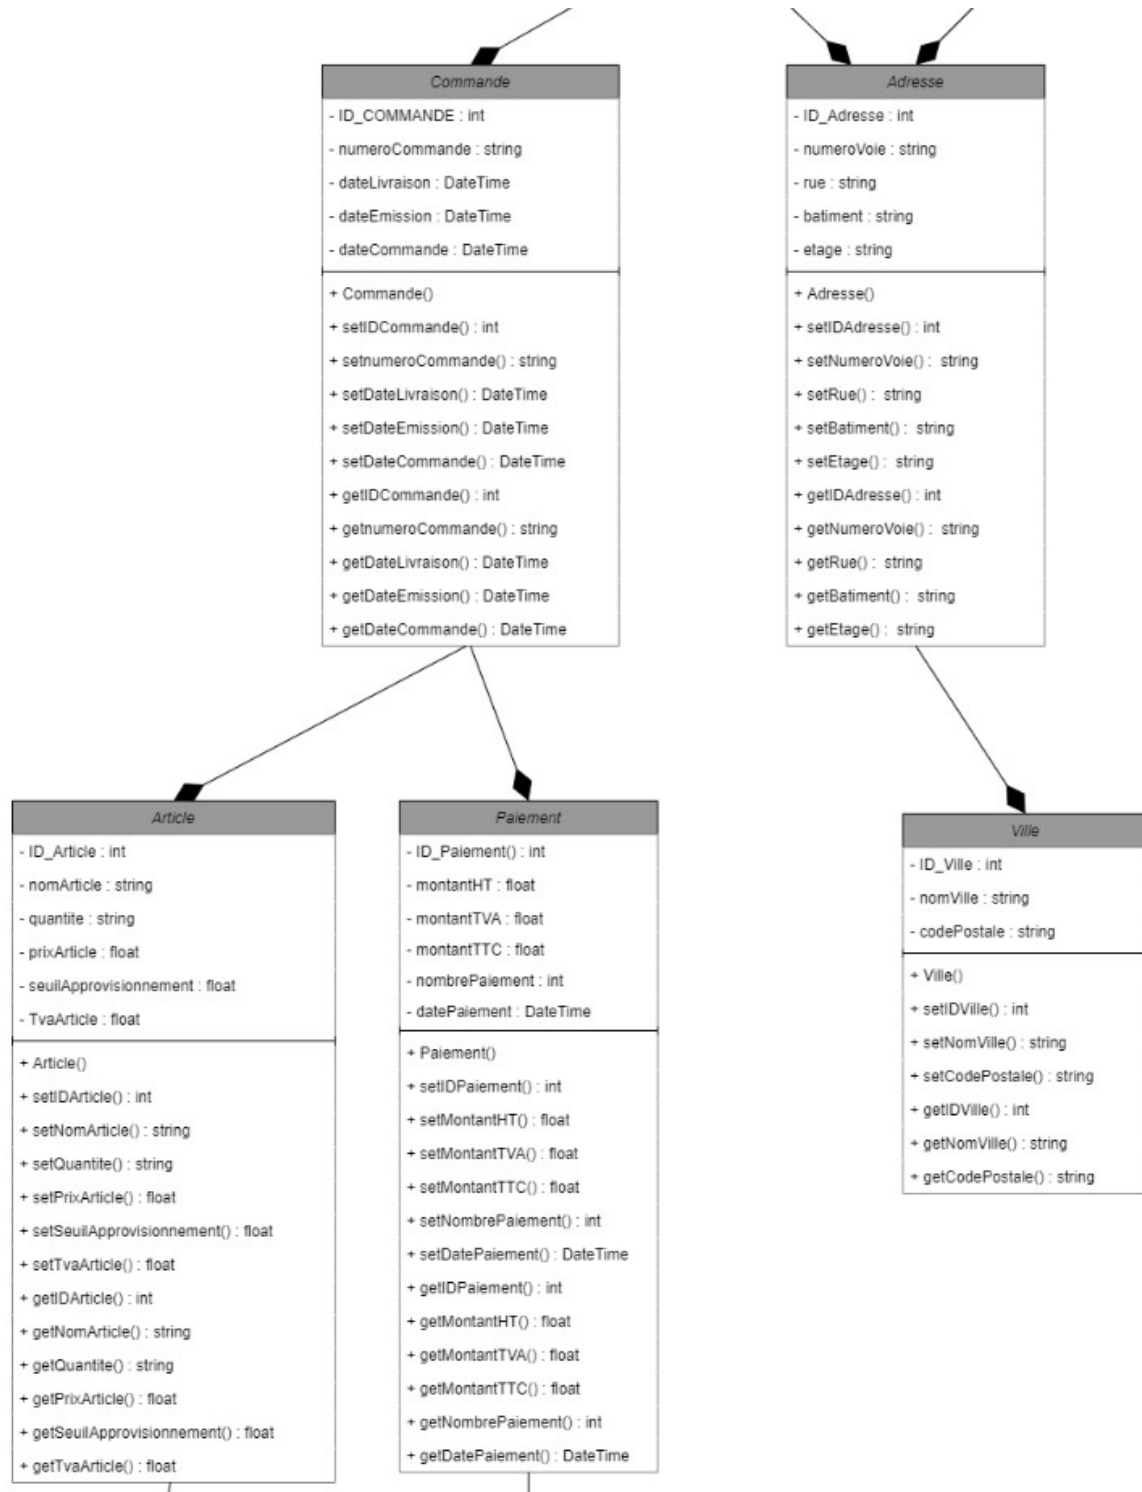 Commande
- ID_COMMANDE : int
- numeroCommande : string
- dateLivraison : DateTime
- dateEmission : DateTime
- dateCommande : DateTime
+ Commande()
+ setIDCommande() : int
+ setnumeroCommande() : string
+ setDateLivraison() : DateTime
+ setDateEmission() : DateTime
+ setDateCommande() : DateTime
+ getIDCommande() : int
+ getnumeroCommande() : string
+ getDateLivraison() : DateTime
+ getDateEmission() : DateTime
+ getDateCommande() : DateTime
Adresse
- ID_Adresse : int
- numeroVoie : string
- rue : string
- batiment : string
- etage : string
+ Adresse()
+ setIDAdresse() : int
+ setNumeroVoie() : string
+ setRue() : string
+ setBatiment() : string
+ setEtage() : string
+ getIDAdresse() : int
+ getNumeroVoie() : string
+ getRue() : string
+ getBatiment() : string
+ getEtage() : string
Article
- ID_Article : int
- nomArticle : string
- quantite : string
- prixArticle : float
- seuilApprovisionnement : float
- TvaArticle : float
+ Article()
+ setIDArticle() : int
+ setNomArticle() : string
+ setQuantite() : string
+ setPrixArticle() : float
+ setSeuilApprovisionnement() : float
+ setTvaArticle() : float
+ getIDArticle() : int
+ getNomArticle() : string
+ getQuantite() : string
+ getPrixArticle() : float
+ getSeuilApprovisionnement() : float
+ getTvaArticle() : float
Paiement
- ID_Paiement() : int
- montantHT : float
- montantTVA : float
- montantTTC : float
- nombrePaiement : int
- datePaiement : DateTime
+ Paiement()
+ setIDPaiement() : int
+ setMontantHT() : float
+ setMontantTVA() : float
+ setMontantTTC() : float
+ setNombrePaiement() : int
+ setDatePaiement() : DateTime
+ getIDPaiement() : int
+ getMontantHT() : float
+ getMontantTVA() : float
+ getMontantTTC() : float
+ getNombrePaiement() : int
+ getDatePaiement() : DateTime
Ville
- ID_Ville : int
- nomVille : string
- codePostale : string
+ Ville()
+ setIDVille() : int
+ setNomVille() : string
+ setCodePostale() : string
+ getIDVille() : int
+ getNomVille() : string
+ getCodePostale() : string